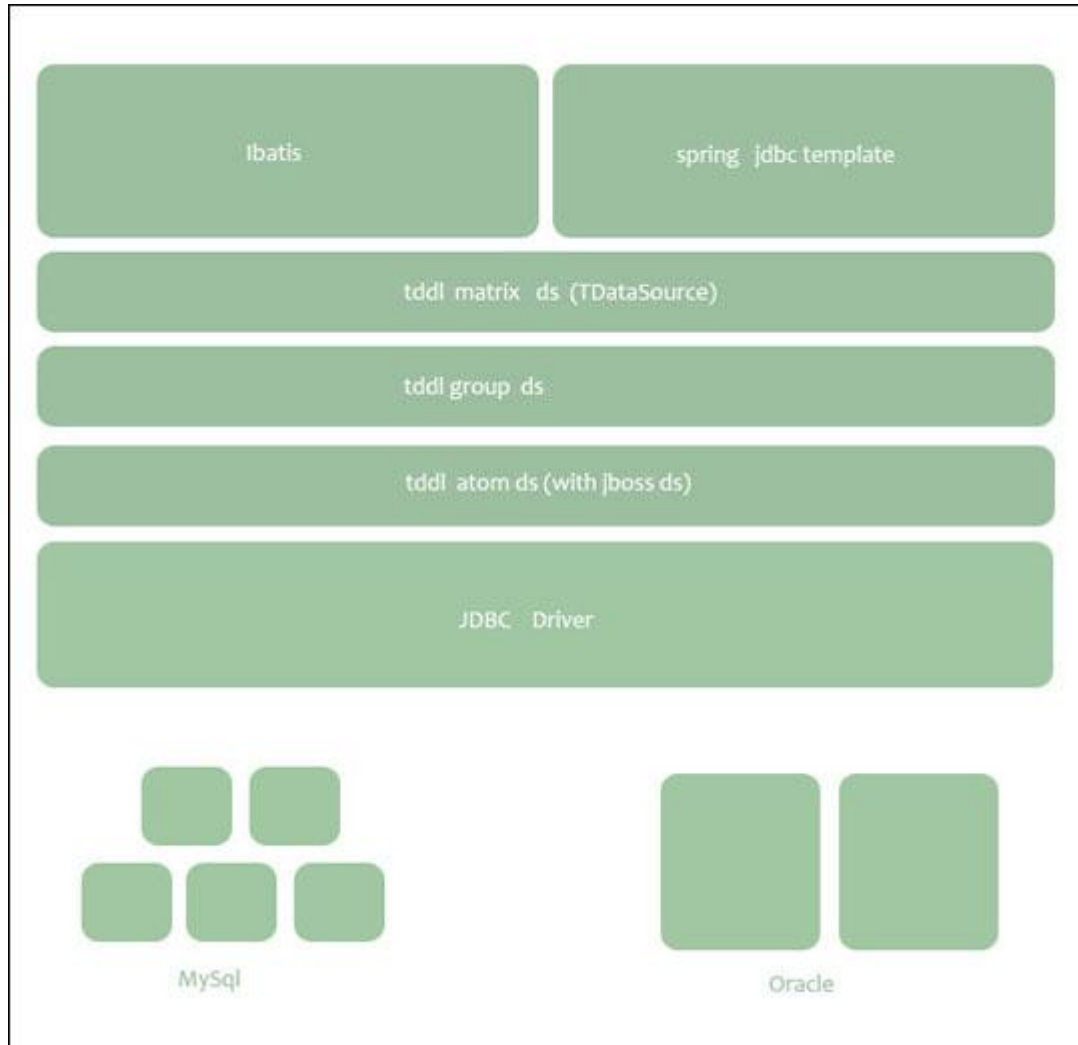 Ibatis
spring jdbc template
tddl matrix ds (TDataSource)
tddl group ds
tddl atom ds (with jboss ds)
JDBC Driver
MySql
Oracle